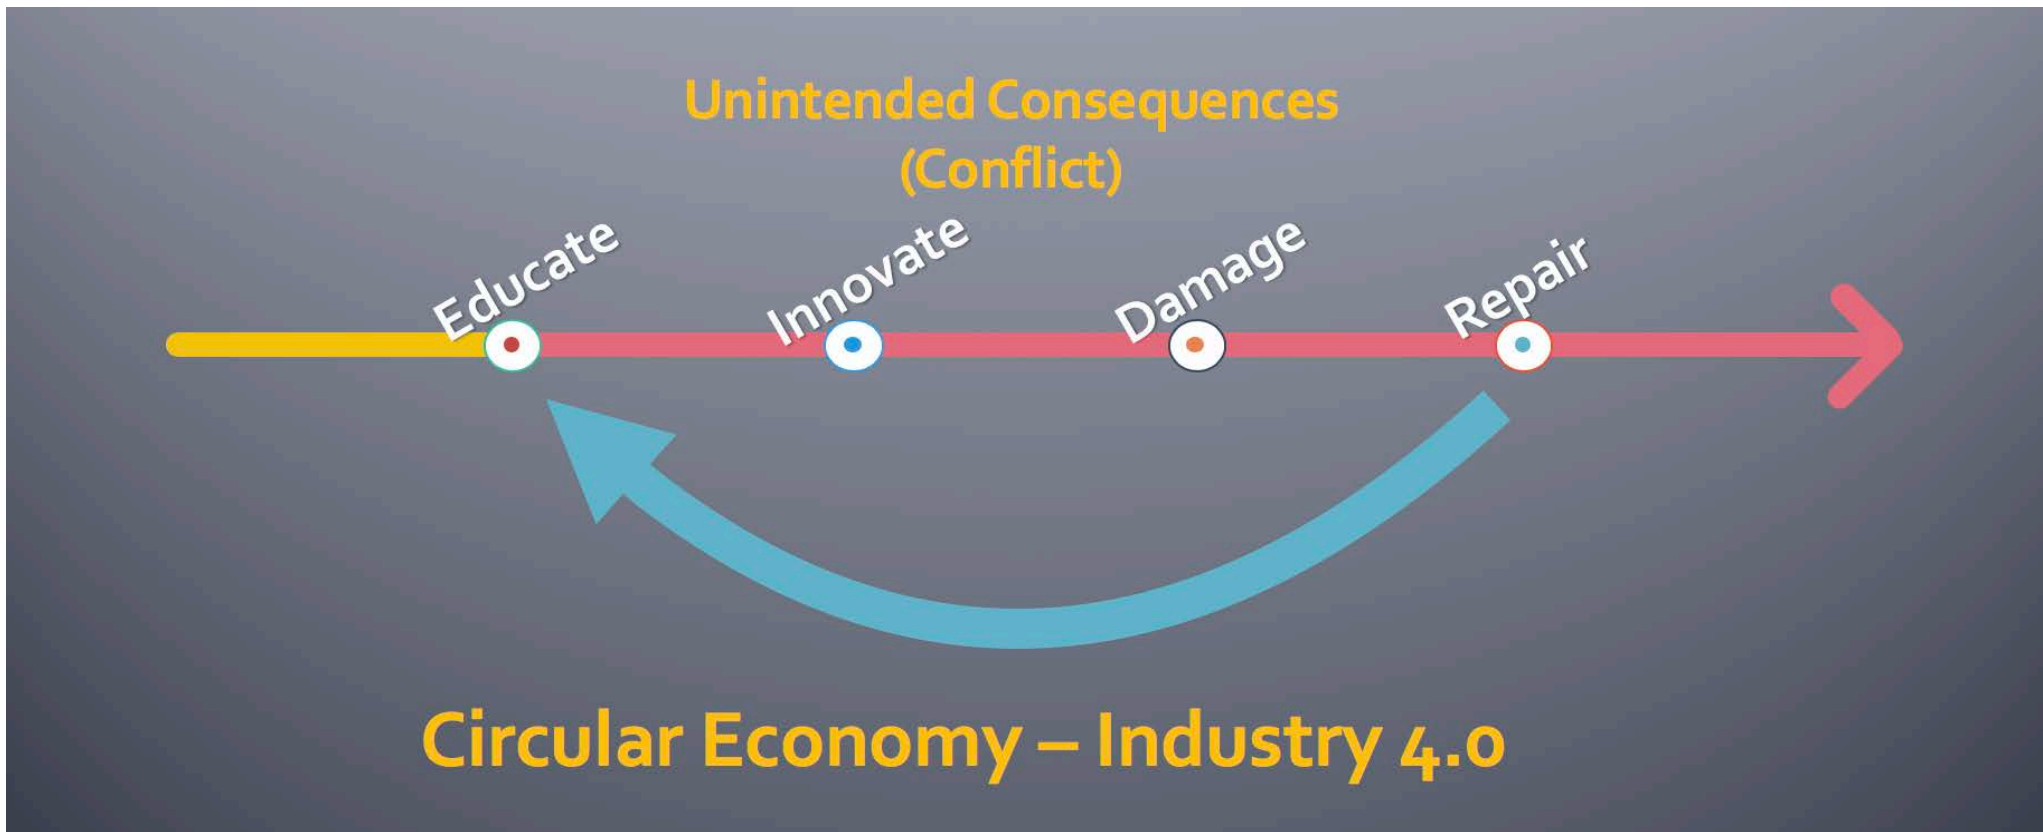 Unintended Consequences
(Conflict)
Educate
Innovate
Damage
Repair
Circular Economy – Industry 4.0